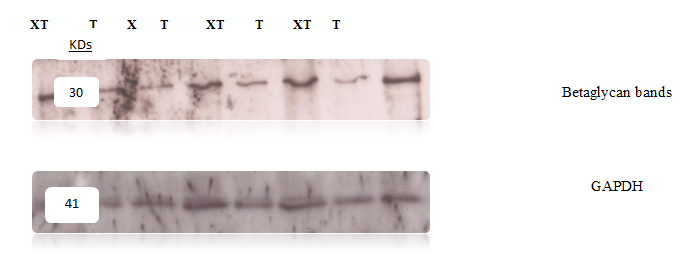 XT T X T XT T XT T
KDs
30
Betaglycan bands
GAPDH
41